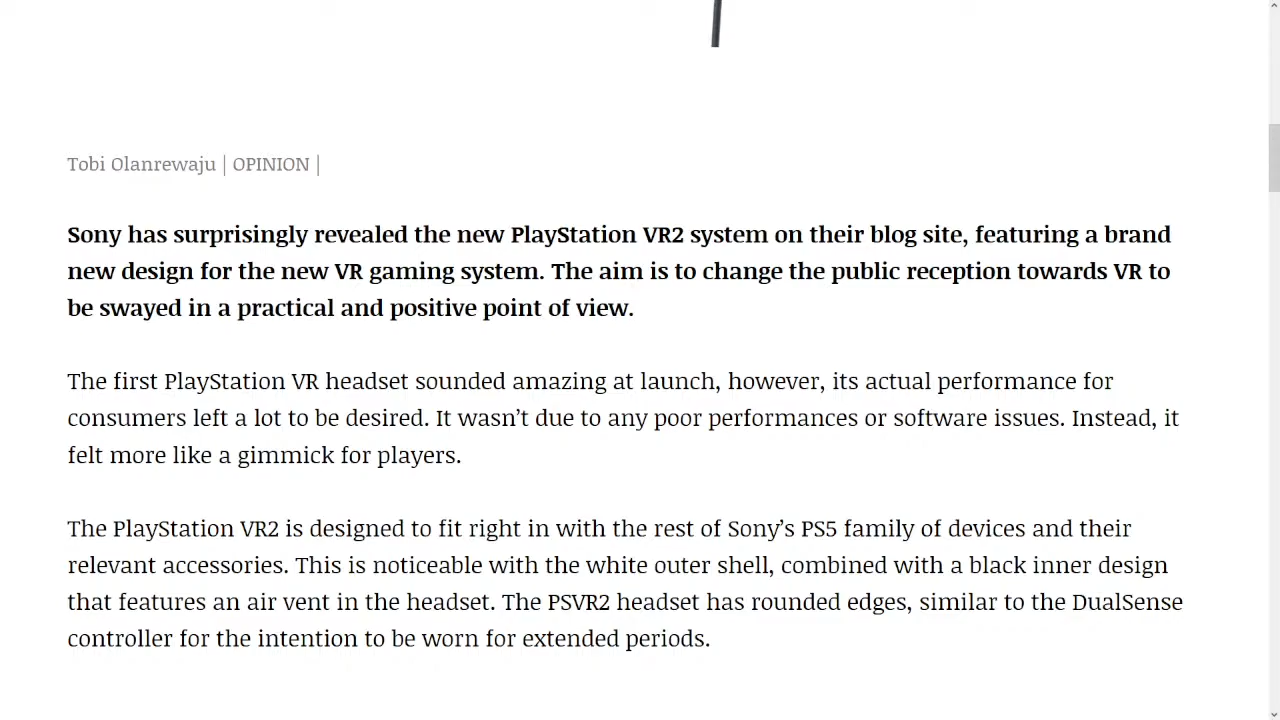 Tobi Olanrewaju | OPINION |
Sony has surprisingly revealed the new PlayStation VR2 system on their blog site, featuring a brand
new design for the new VR gaming system. The aim is to change the public reception towards VR to
be swayed in a practical and positive point of view.
The first PlayStation VR headset sounded amazing at launch, however, its actual performance for
consumers left a lot to be desired. It wasn’t due to any poor performances or software issues. Instead, it
felt more like a gimmick for players.
The PlayStation VR2 is designed to fit right in with the rest of Sony’s PS5 family of devices and their
relevant accessories. This is noticeable with the white outer shell, combined with a black inner design
that features an air vent in the headset. The PSVR2 headset has rounded edges, similar to the DualSense
controller for the intention to be worn for extended periods.